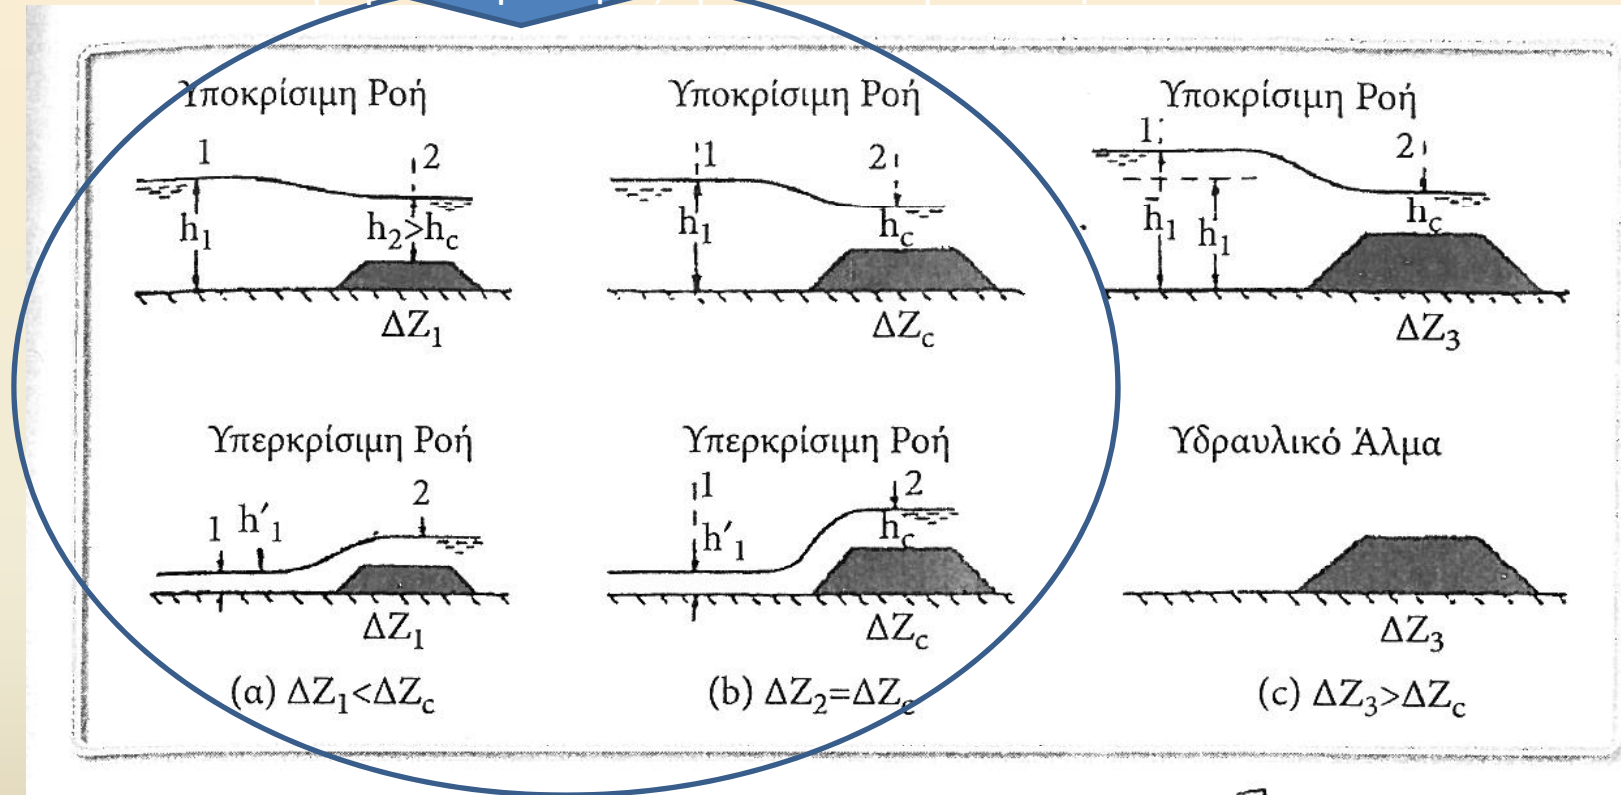 Υποκρίσιμη Ροή
1
2
h1
h2>hc
ΔZ1
Υποκρίσιμη Ροή
1
2
h1
hc
ΔZc
Υποκρίσιμη Ροή
1
2
h1
h1
hc
ΔZ3
Υπερκρίσιμη Ροή
1
h′1
2
ΔZ1
(α) ΔZ1<ΔZc
Υπερκρίσιμη Ροή
1
h′1
2
hc
ΔZc
(b) ΔZ2=ΔZc
Υδραυλικό Άλμα
ΔZ3
(c) ΔZ3>ΔZc